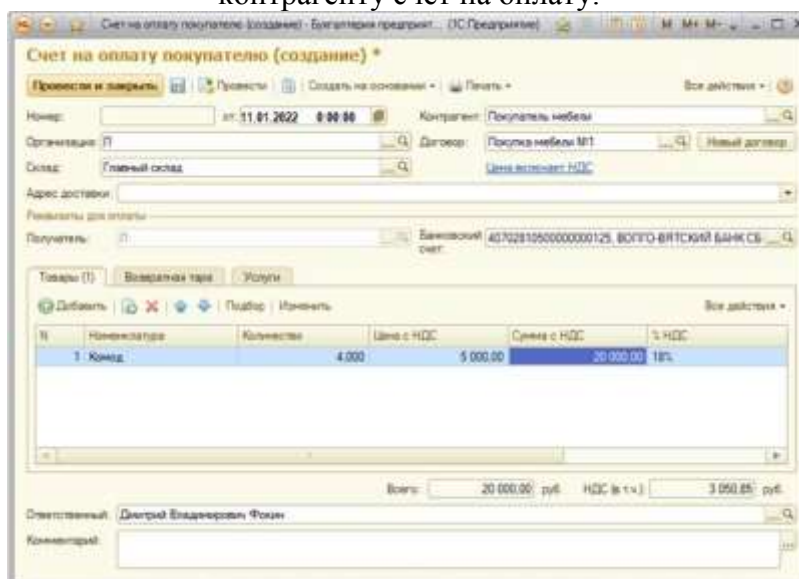 контрагенту счет на оплату.
Счет на оплату покупателю (создание) - Бухгалтерия предприят... (1С:Предприятие) М М+ М-
Счет на оплату покупателю (создание) *
Провести и закрыть Провести Создать на основании Печать Все действия
Номер: от: 11.01.2022 0:00:00 Контрагент: Покупатель мебели
Организация: П Договор: Покупка мебели №1 Новый договор
Склад: Главный склад Цена включает НДС
Адрес доставки:
Реквизиты для оплаты
Получатель: П Банковский счет: 40702810500000000125, ВОЛГО-ВЯТСКИЙ БАНК СБ
Товары (1) Возвратная тара Услуги
Добавить Подбор Изменить Все действия
N Номенклатура Количество Цена с НДС Сумма с НДС % НДС
1 Комод 4,000 5 000,00 20 000,00 18%
Всего: 20 000,00 руб. НДС (в т.ч.): 3 050,85 руб.
Ответственный: Дмитрий Владимирович Фокин
Комментарий: